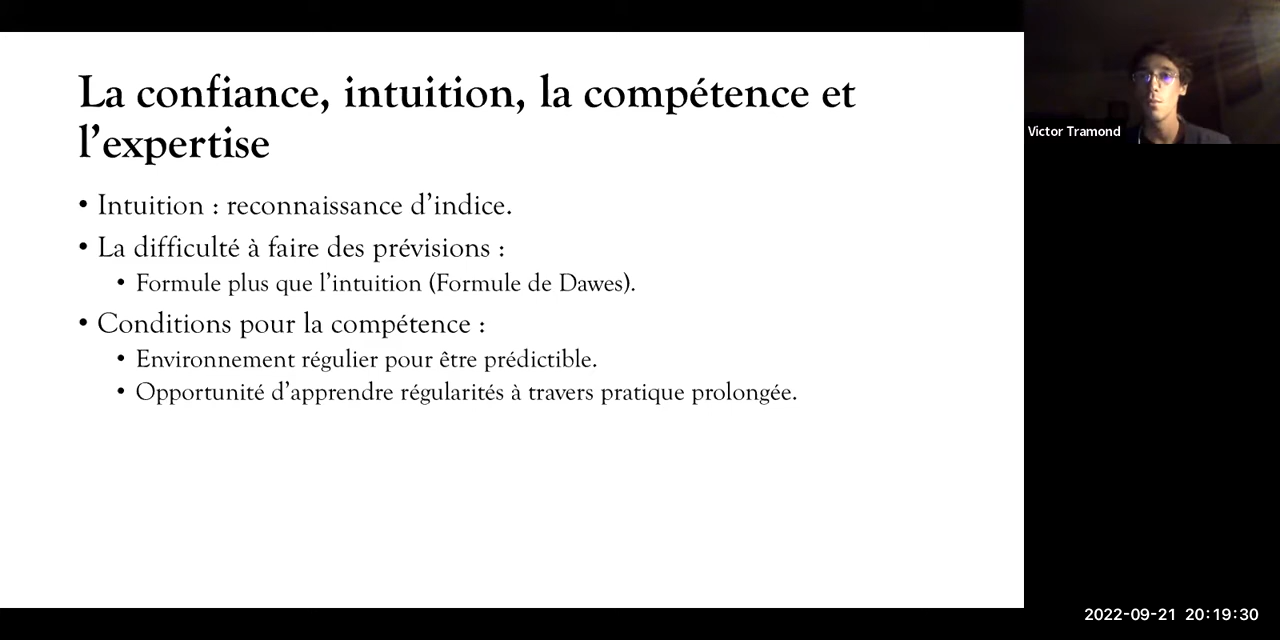 La confiance, intuition, la compétence et
l’expertise
• Intuition : reconnaissance d’indice.
• La difficulté à faire des prévisions :
• Formule plus que l’intuition (Formule de Dawes).
• Conditions pour la compétence :
• Environnement régulier pour être prédictible.
• Opportunité d’apprendre régularités à travers pratique prolongée.
Victor Tramond
2022-09-21 20:19:30